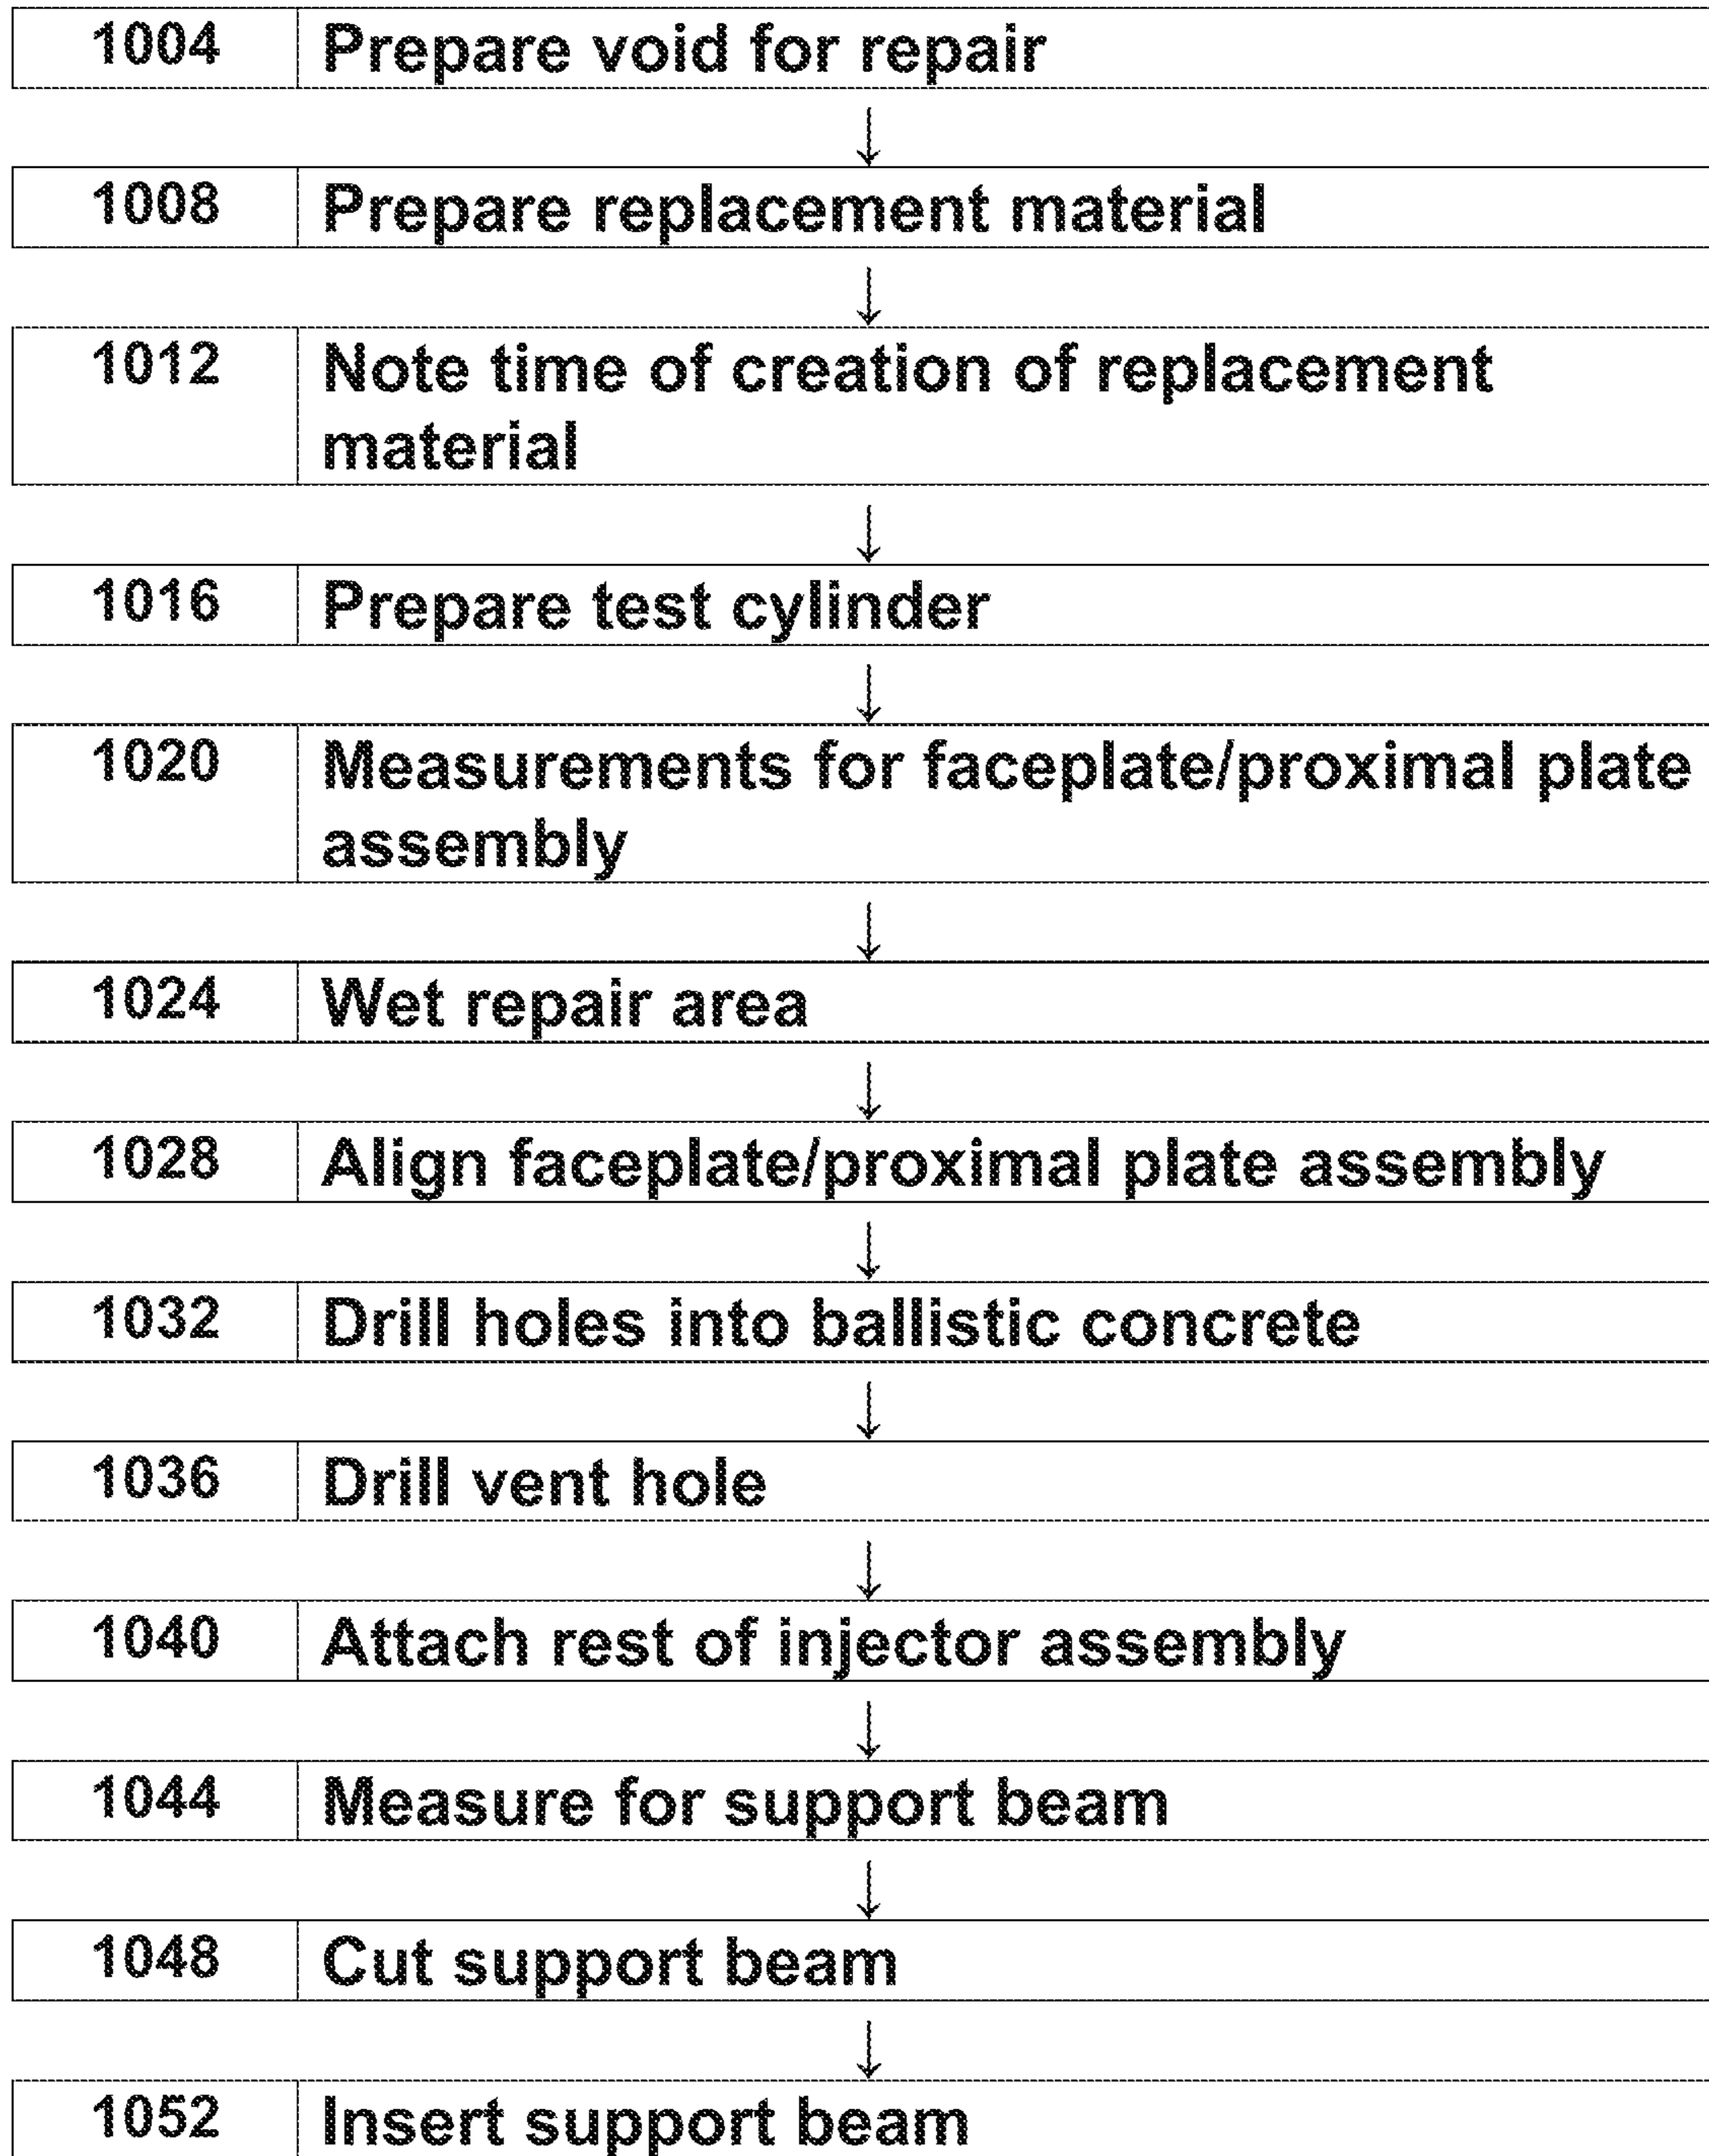 1004 Prepare void for repair
↓
1008 Prepare replacement material
↓
1012 Note time of creation of replacement
material
↓
1016 Prepare test cylinder
↓
1020 Measurements for faceplate/proximal plate
assembly
↓
1024 Wet repair area
↓
1028 Align faceplate/proximal plate assembly
↓
1032 Drill holes into ballistic concrete
↓
1036 Drill vent hole
↓
1040 Attach rest of injector assembly
↓
1044 Measure for support beam
↓
1048 Cut support beam
↓
1052 Insert support beam